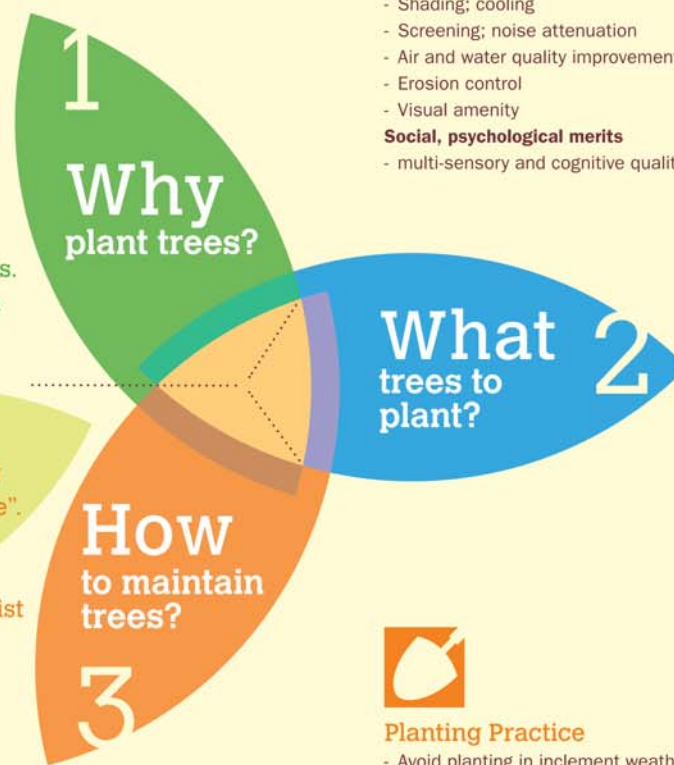 - Shading; cooling
- Screening; noise attenuation
- Air and water quality improvement
- Erosion control
- Visual amenity
Social, psychological merits
- multi-sensory and cognitive
1
Why
plant trees?
What
trees to
plant?
2
How
to maintain
trees?
3
Planting Practice
- Avoid planting in inclement